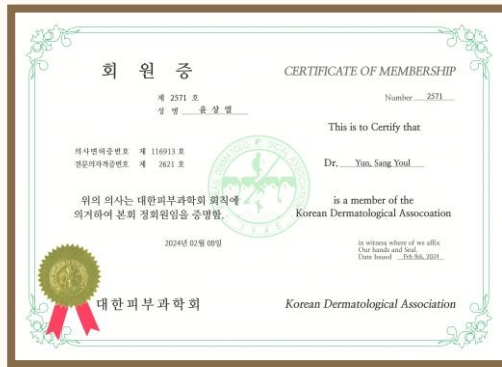 회 원 증
제 2571 호
성 명 윤 상 열
의사면허증번호 제 116913 호
전문의자격증번호 제 2621 호
위의 의사는 대한피부과학회 회칙에
의거하여 본회 정회원임을 증명함.
2024년 02월 08일
대한피부과학회
CERTIFICATE OF MEMBERSHIP
Number 2571
This is to Certify that
Dr, Yun, Sang Youl
is a member of the
Korean Dermatological Assocoation
in witness where of we affix
Our hands and Seal.
Date Issued Feb 8th, 2024
Korean Dermatological Association
KOREAN DERMATOLOGICAL ASSOCIATION
1945